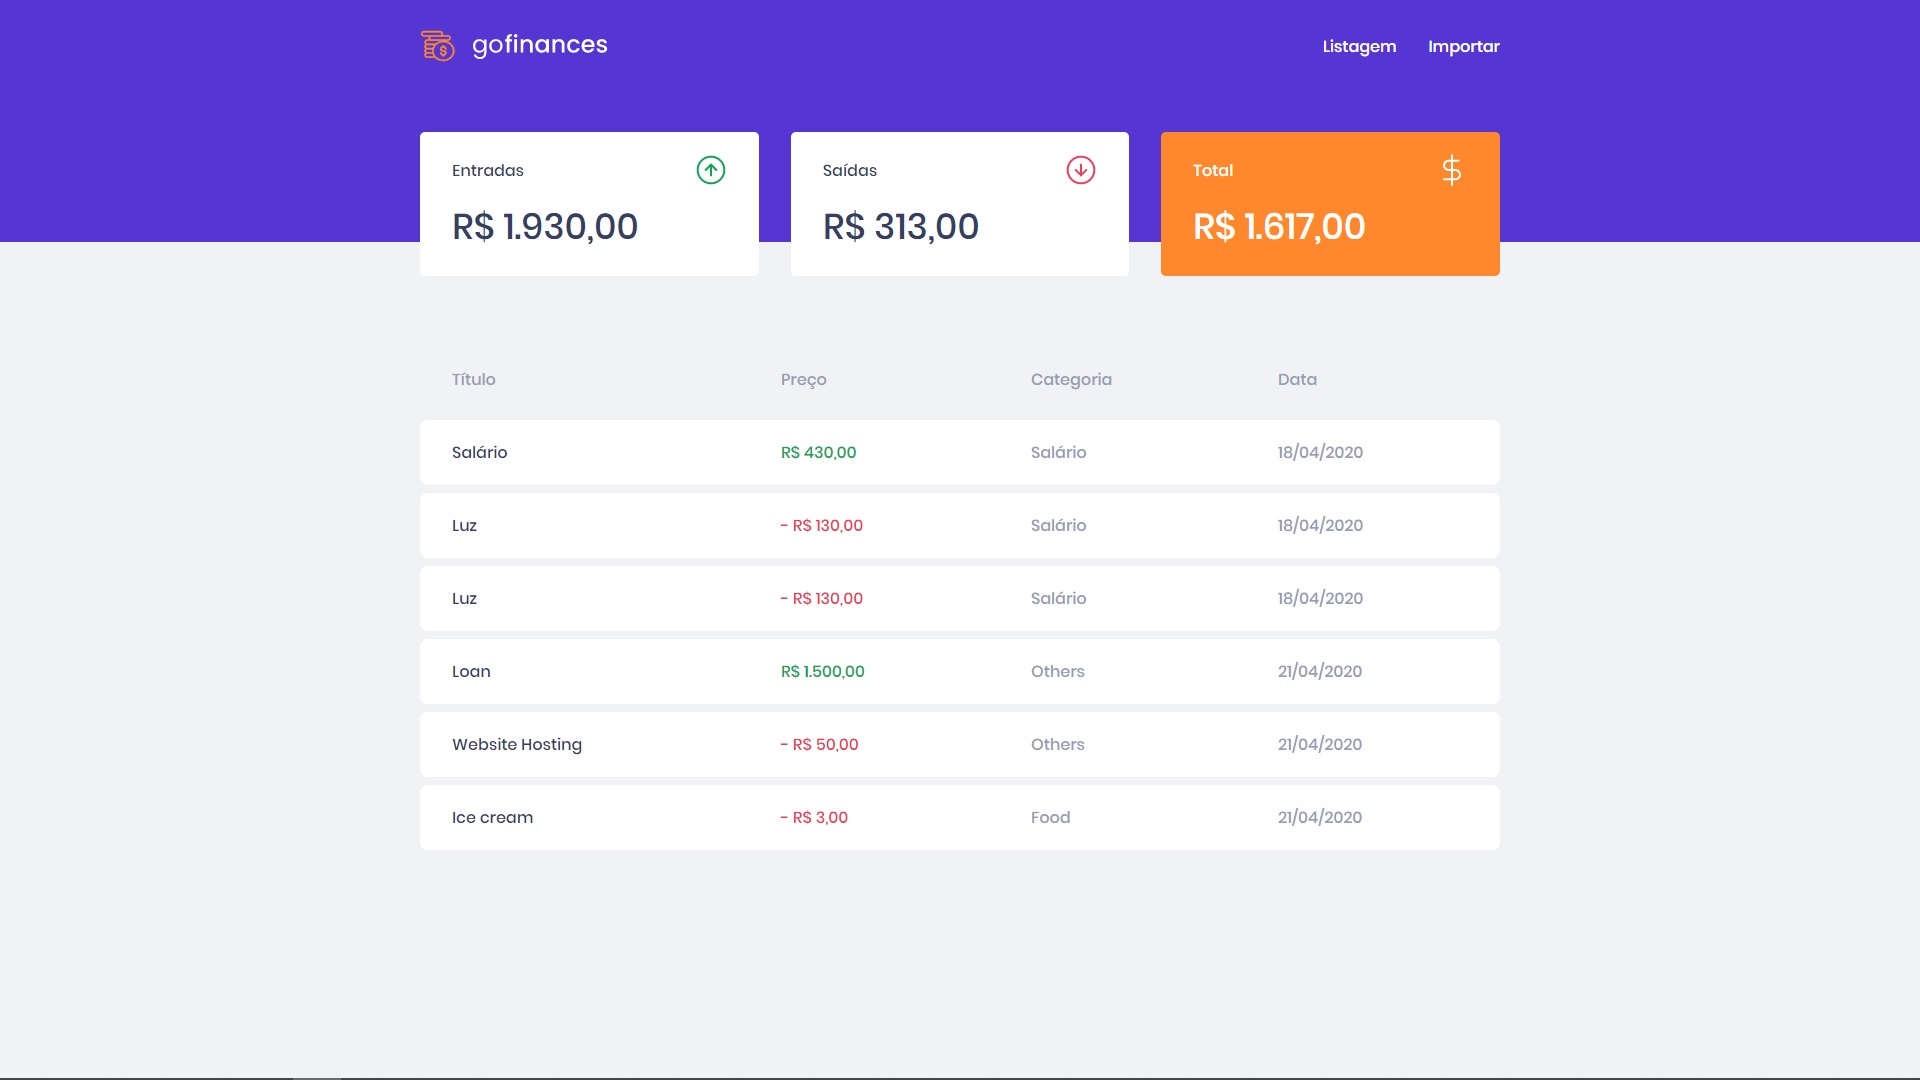 gofinances Listagem Importar
Entradas Saídas Total
R$ 1.930,00 R$ 313,00 R$ 1.617,00
Título Preço Categoria Data
Salário R$ 430,00 Salário 18/04/2020
Luz - R$ 130,00 Salário 18/04/2020
Luz - R$ 130,00 Salário 18/04/2020
Loan R$ 1.500,00 Others 21/04/2020
Website Hosting - R$ 50,00 Others 21/04/2020
Ice cream - R$ 3,00 Food 21/04/2020